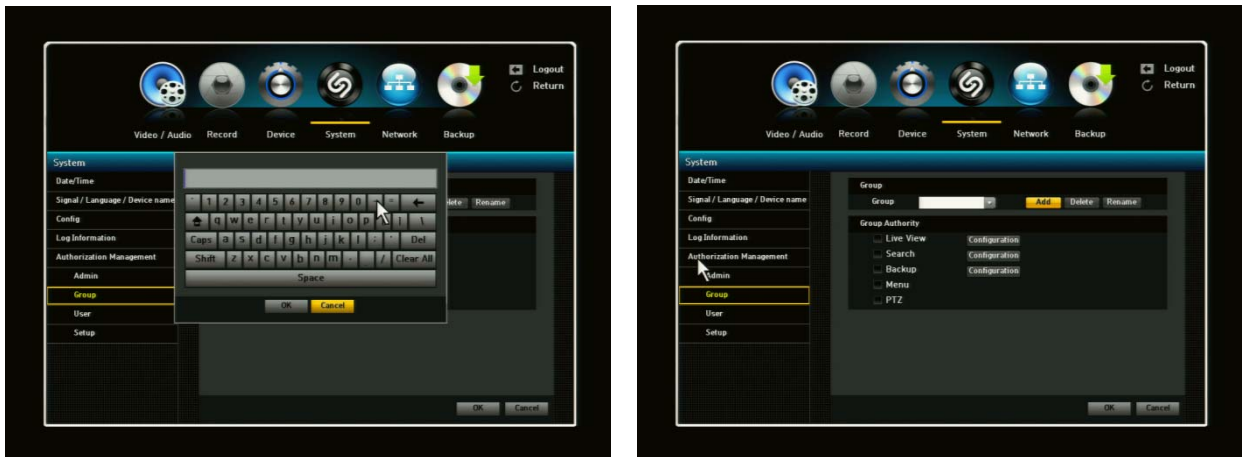 Logout
Return
Video / Audio Record Device System Network Backup
System
Date/Time
Signal / Language / Device name
Config
Log Information
Authorization Management
Admin
Group
User
Setup
Delete Rename
1 2 3 4 5 6 7 8 9 0 - =
q w e r t y u i o p ] \
Caps a s d f g h j k l ; ' Del
Shift z x c v b n m . / Clear All
Space
OK Cancel
OK Cancel
Logout
Return
Video / Audio Record Device System Network Backup
System
Date/Time
Signal / Language / Device name
Config
Log Information
Authorization Management
Admin
Group
User
Setup
Group
Group Add Delete Rename
Group Authority
Live View Configuration
Search Configuration
Backup Configuration
Menu
PTZ
OK Cancel